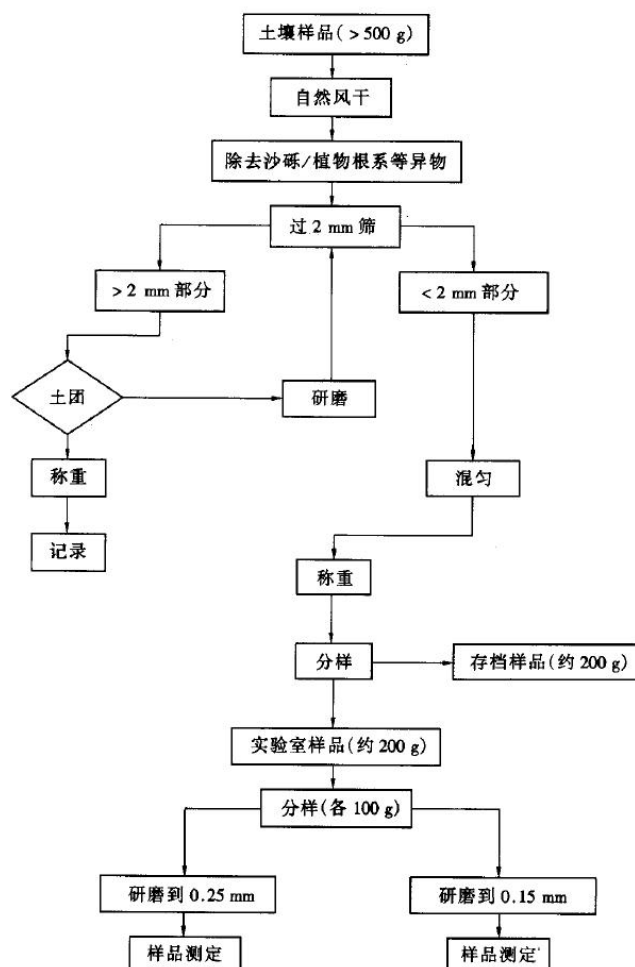 土壤样品(>500 g)
自然风干
除去沙砾/植物根系等异物
过2 mm筛
>2 mm部分
<2 mm部分
土团
研磨
称重
混匀
记录
称重
分样
存档样品(约200 g)
实验室样品(约200 g)
分样(各100 g)
研磨到0.25 mm
研磨到0.15 mm
样品测定
样品测定